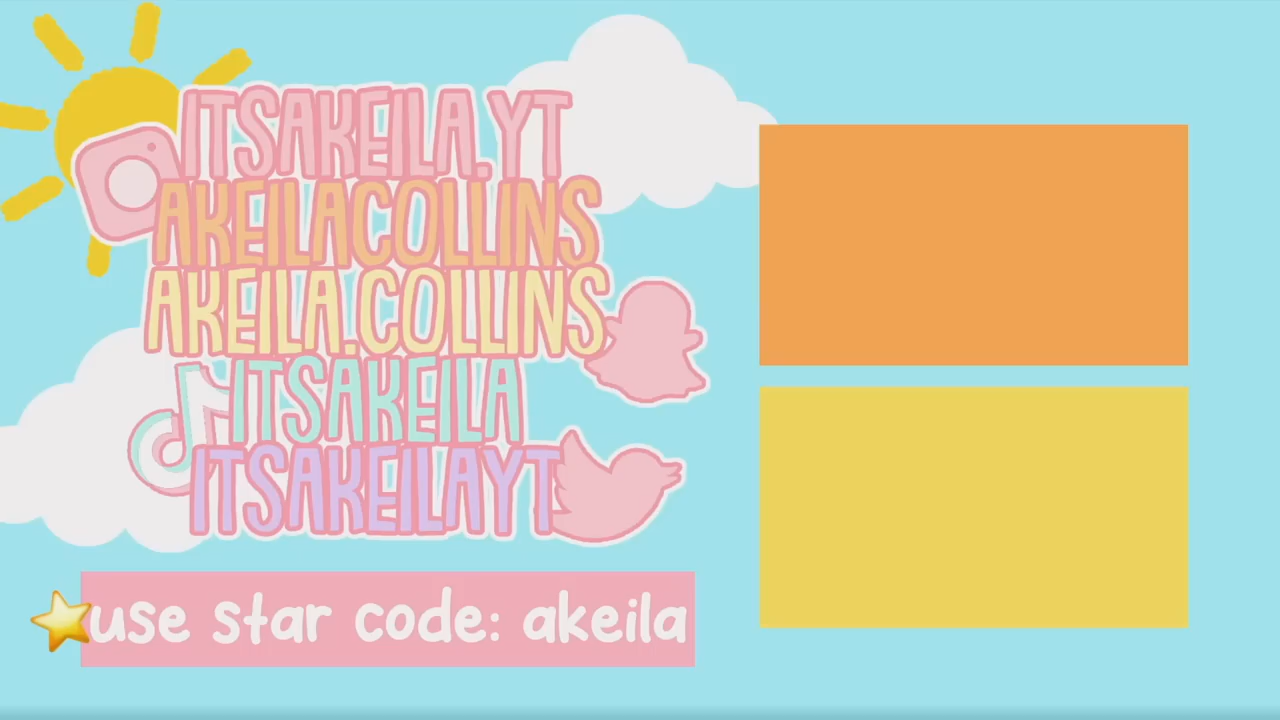 ITSAKEILA.YT
AKEILACOLLINS
AKEILA.COLLINS
ITSAKEILA
ITSAKEILAYT
use star code: akeila